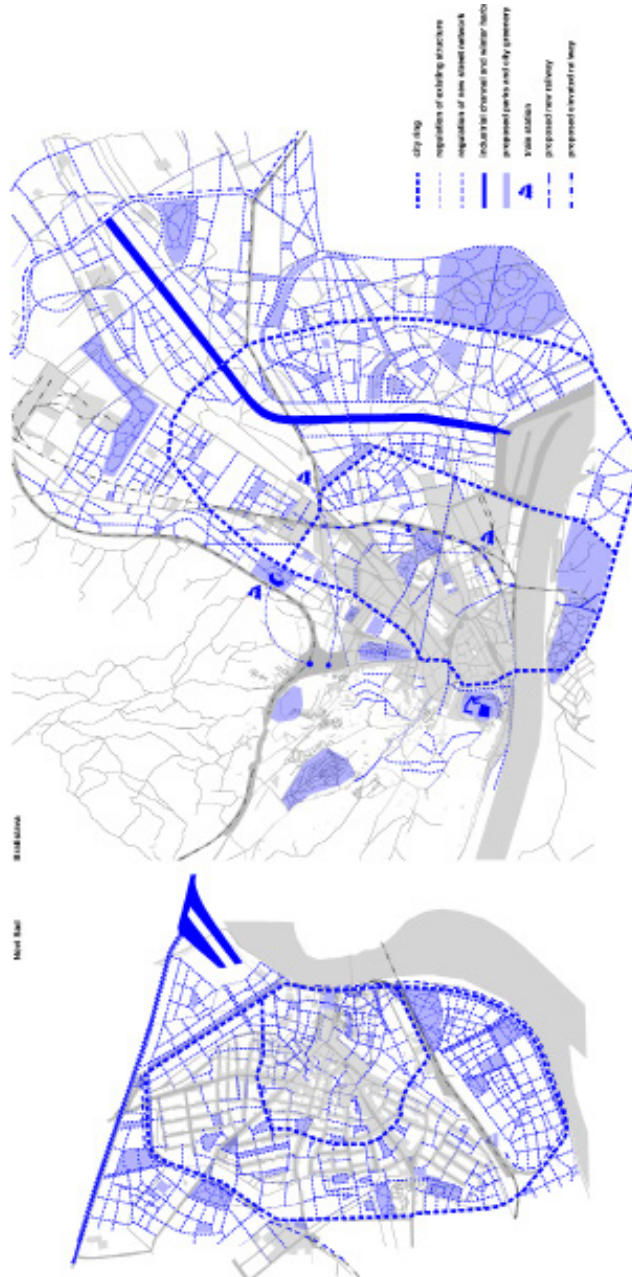 Novi Sad
Bratislava
city ring
regulation of existing structure
regulation of new street network
industrial channel and winter harbor
proposed parks and city greenery
train station
proposed new railway
proposed elevated railway